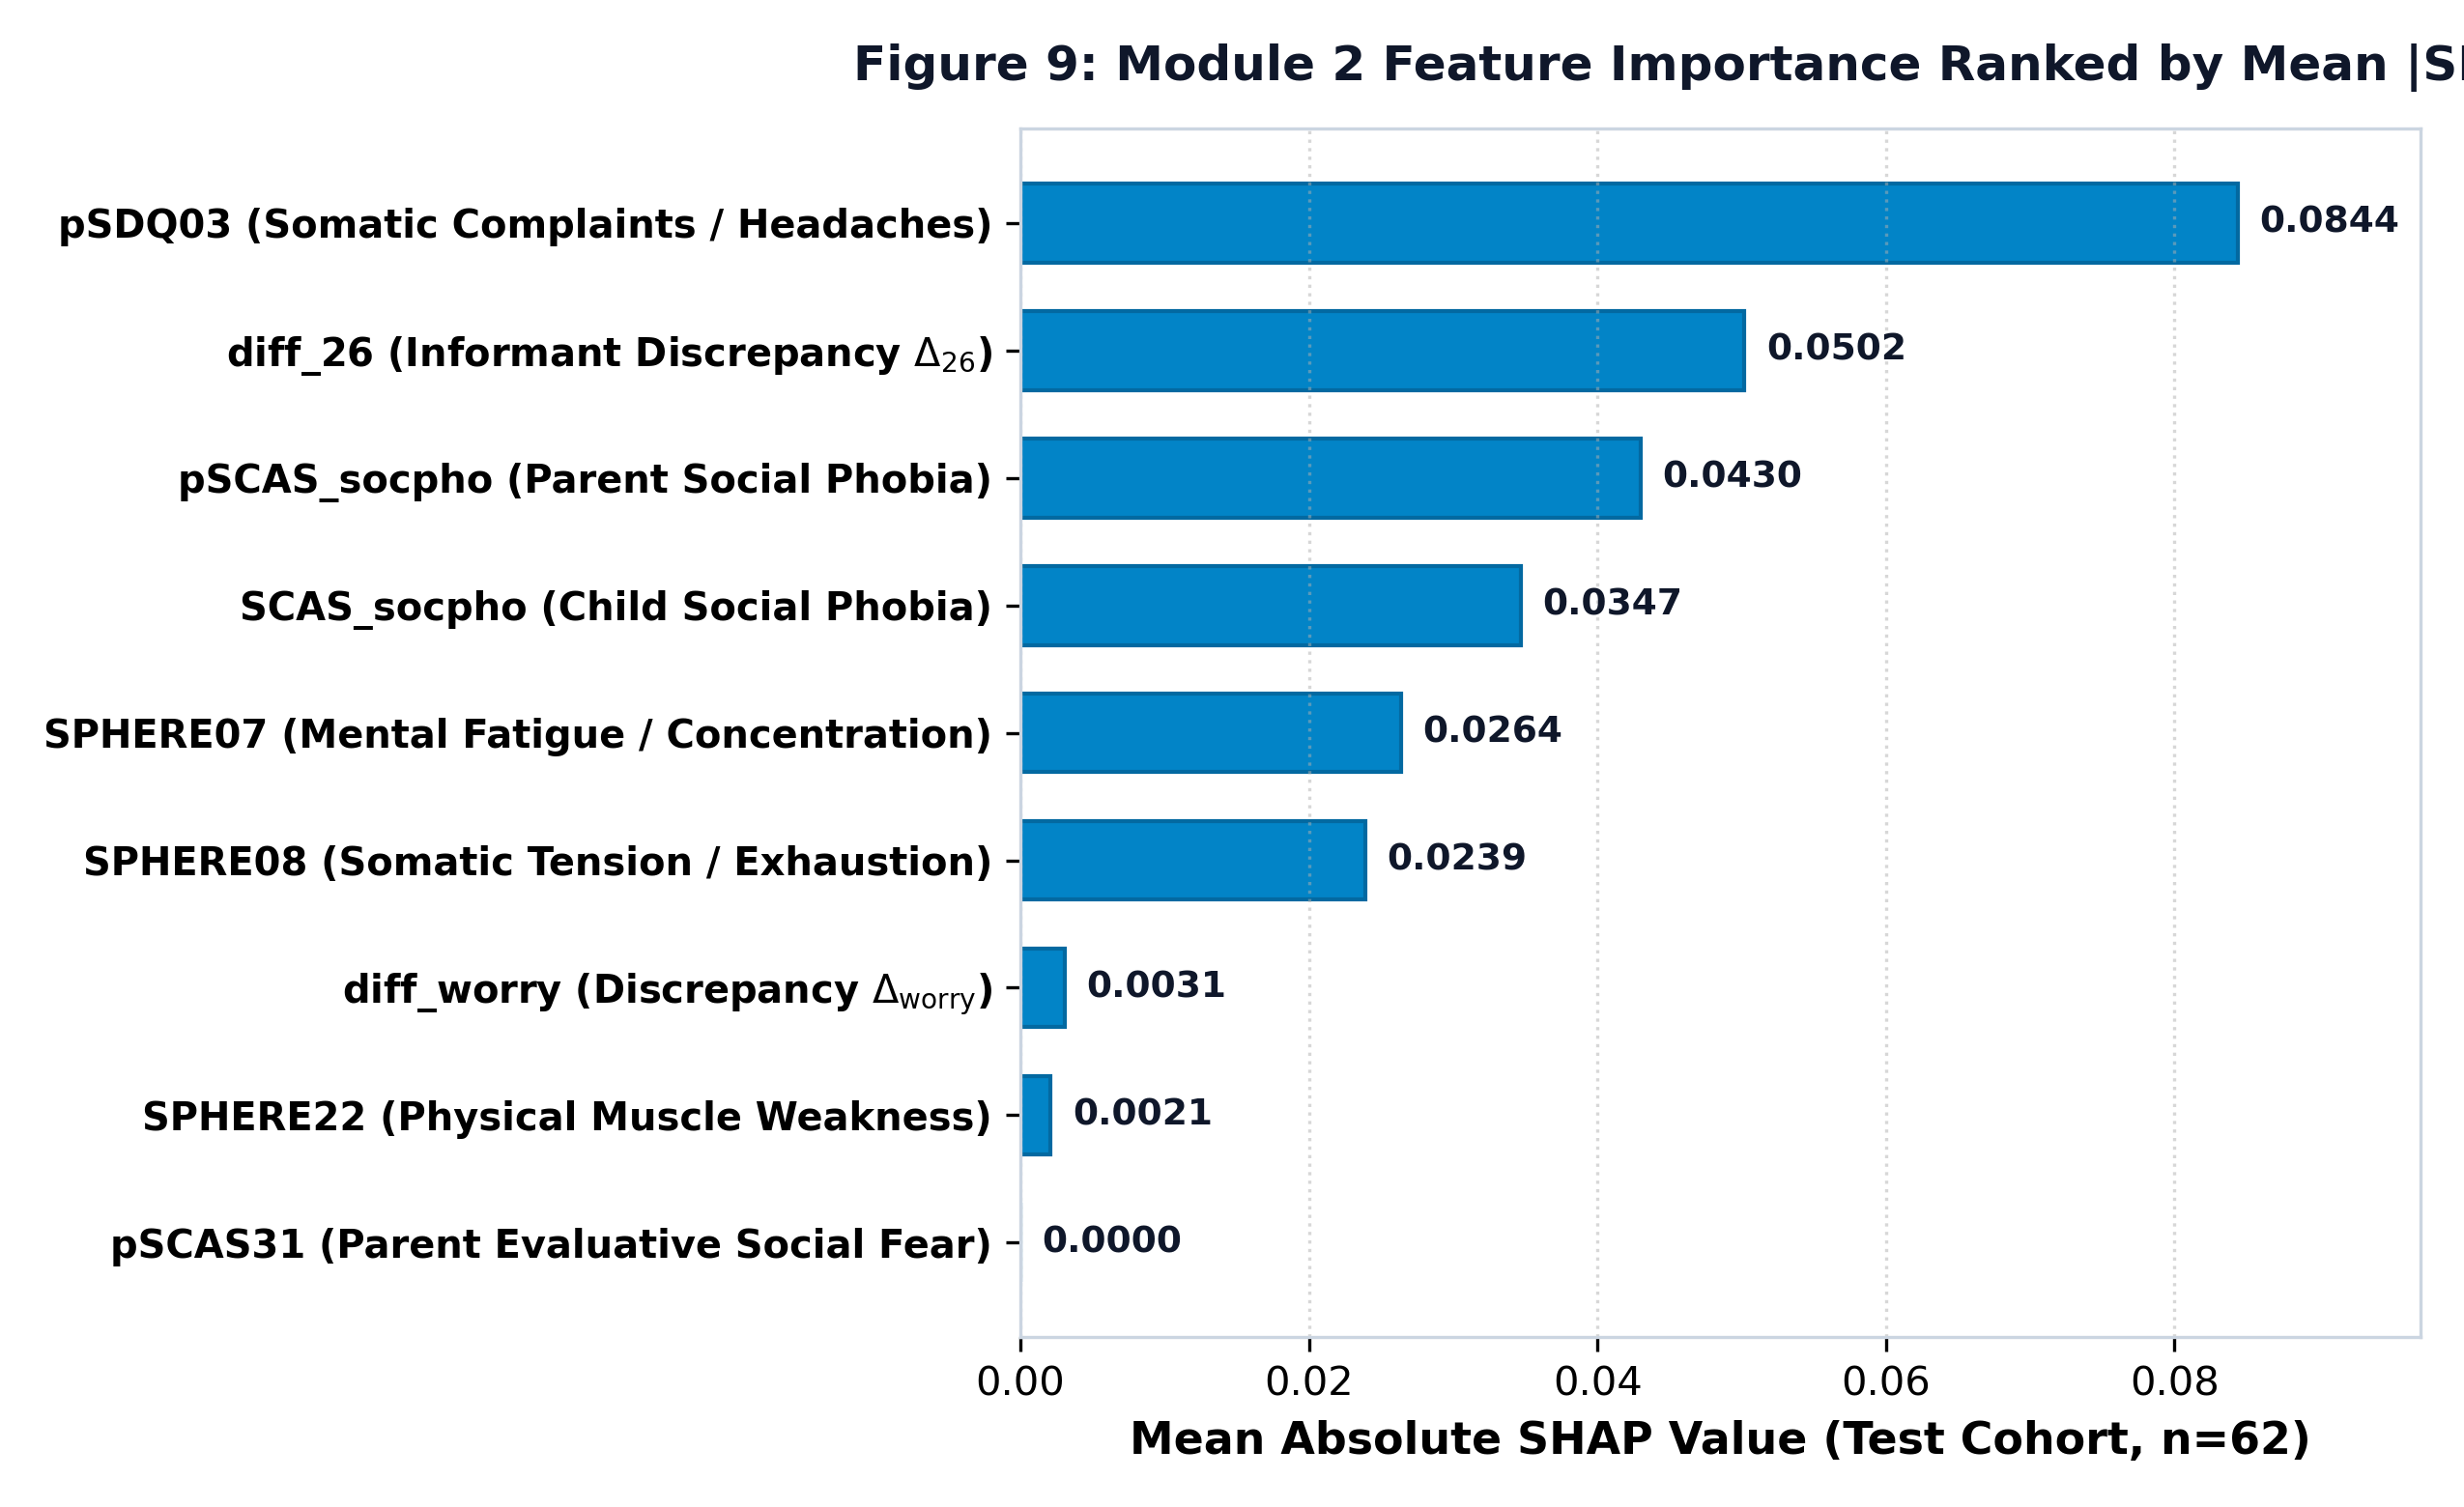 Figure 9: Module 2 Feature Importance Ranked by Mean |S
pSDQ03 (Somatic Complaints / Headaches)
0.0844
diff_26 (Informant Discrepancy Δ26)
0.0502
pSCAS_socpho (Parent Social Phobia)
0.0430
SCAS_socpho (Child Social Phobia)
0.0347
SPHERE07 (Mental Fatigue / Concentration)
0.0264
SPHERE08 (Somatic Tension / Exhaustion)
0.0239
diff_worry (Discrepancy Δworry)
0.0031
SPHERE22 (Physical Muscle Weakness)
0.0021
pSCAS31 (Parent Evaluative Social Fear)
0.0000
0.00 0.02 0.04 0.06 0.08
Mean Absolute SHAP Value (Test Cohort, n=62)